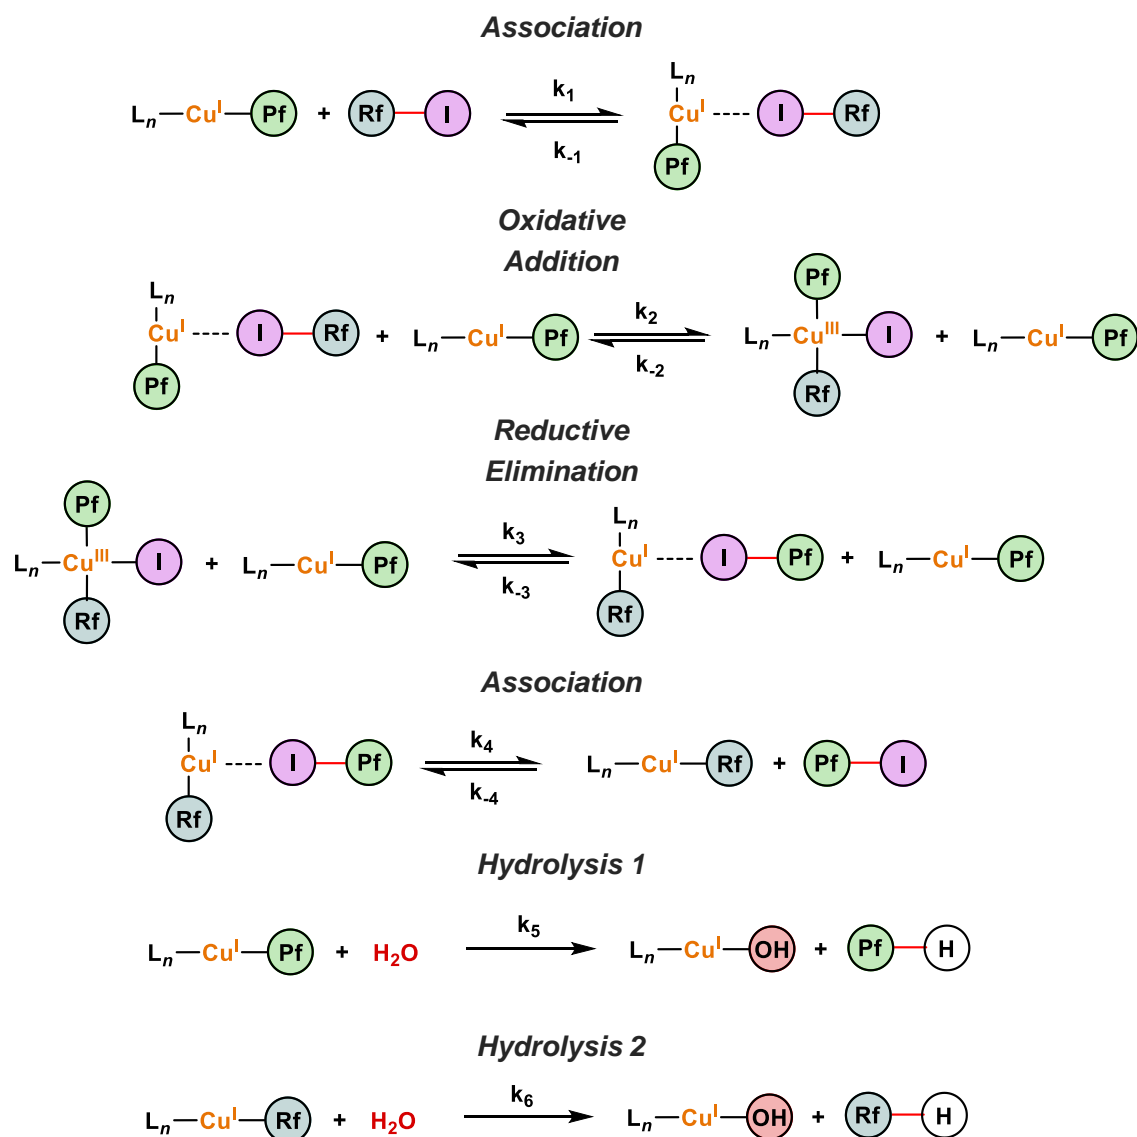 Association
Lₙ Cuᴵ Pf + Rf I k₁ k₋₁ Lₙ Cuᴵ Pf I Rf
Oxidative
Addition
Lₙ Cuᴵ Pf I Rf + Lₙ Cuᴵ Pf k₂ k₋₂ Pf Lₙ Cuᴵᴵᴵ I Rf + Lₙ Cuᴵ Pf
Reductive
Elimination
Pf Lₙ Cuᴵᴵᴵ I Rf + Lₙ Cuᴵ Pf k₃ k₋₃ Lₙ Cuᴵ Rf I Pf + Lₙ Cuᴵ Pf
Association
Lₙ Cuᴵ Rf I Pf k₄ k₋₄ Lₙ Cuᴵ Rf + Pf I
Hydrolysis 1
Lₙ Cuᴵ Pf + H₂O k₅ Lₙ Cuᴵ OH + Pf H
Hydrolysis 2
Lₙ Cuᴵ Rf + H₂O k₆ Lₙ Cuᴵ OH + Rf H